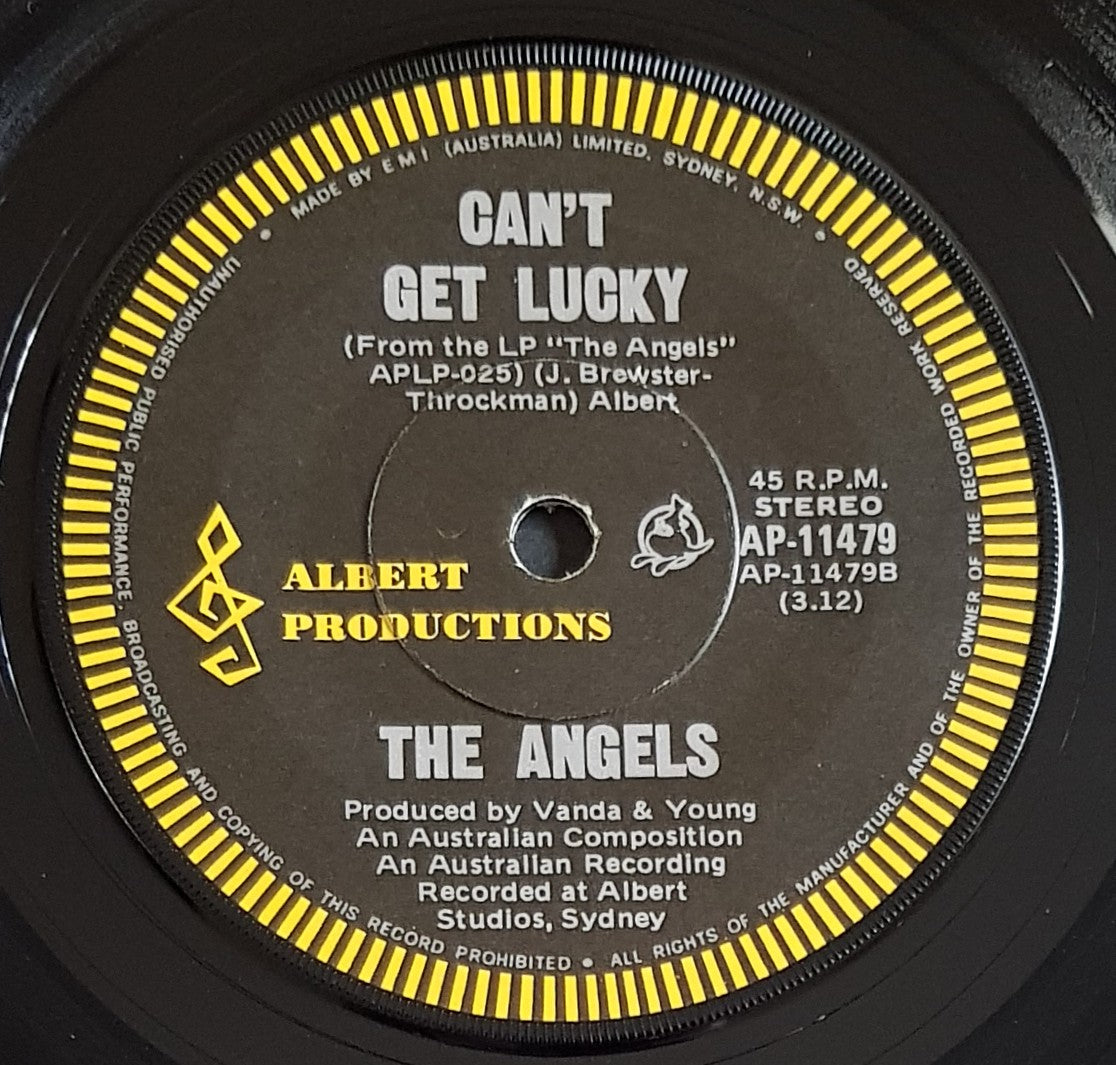 MADE BY EMI (AUSTRALIA) LIMITED. SYDNEY. N.S.W.
CAN'T
GET LUCKY
(From the LP "The Angels"
APLP-025) (J. Brewster-
Throckman) Albert
45 R.P.M.
STEREO
AP-11479
AP-11479B
(3.12)
ALBERT
PRODUCTIONS
THE ANGELS
Produced by Vanda & Young
An Australian Composition
An Australian Recording
Recorded at Albert
Studios, Sydney
UNAUTHORISED PUBLIC PERFORMANCE, BROADCASTING AND COPYING OF THIS RECORD PROHIBITED • ALL RIGHTS OF THE MANUFACTURER AND OF THE OWNER OF THE RECORDED WORK RESERVED